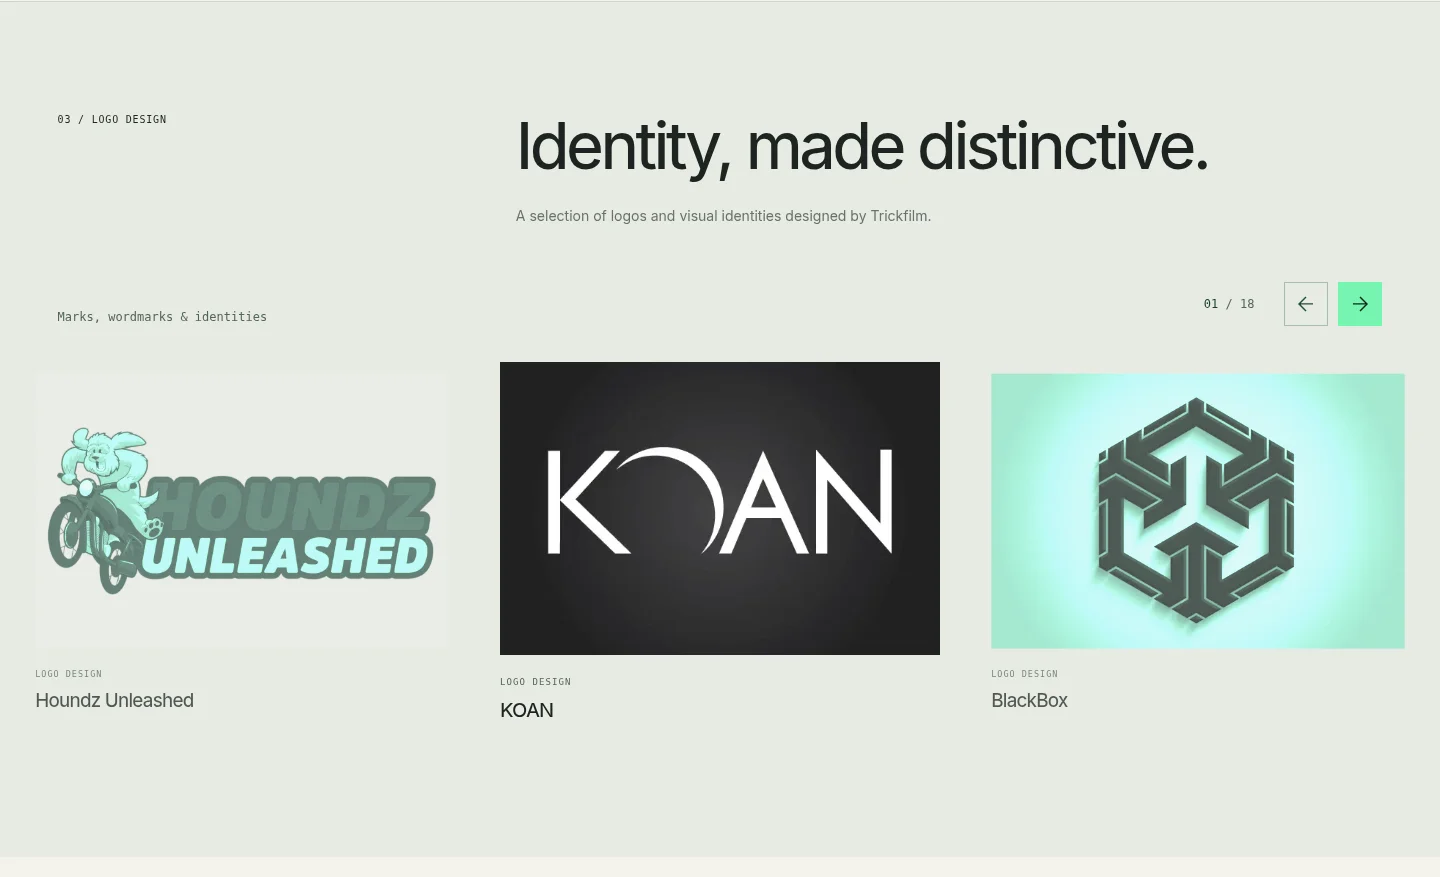 03 / LOGO DESIGN
Identity, made distinctive.
A selection of logos and visual identities designed by Trickfilm.
Marks, wordmarks & identities
01 / 18
HOUNDZ
UNLEASHED
KOAN
LOGO DESIGN
Houndz Unleashed
LOGO DESIGN
KOAN
LOGO DESIGN
BlackBox